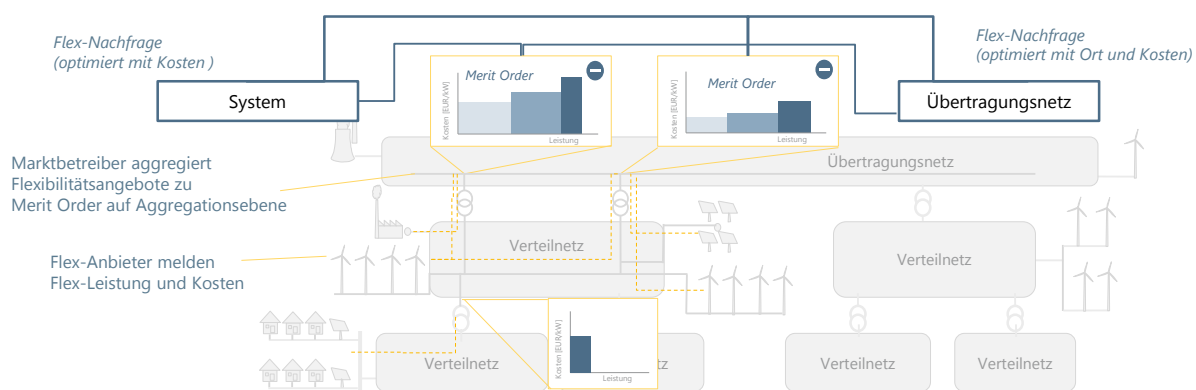 Flex-Nachfrage
(optimiert mit Kosten )
Flex-Nachfrage
(optimiert mit Ort und Kosten)
Merit Order
Kosten [EUR/kW]
Leistung
Merit Order
Kosten [EUR/kW]
Leistung
System
Übertragungsnetz
Marktbetreiber aggregiert
Flexibilitätsangebote zu
Merit Order auf Aggregationsebene
Übertragungsnetz
Flex-Anbieter melden
Flex-Leistung und Kosten
Verteilnetz
Verteilnetz
Kosten [EUR/kW]
Leistung
Verteilnetz
Verteilnetz
Verteilnetz